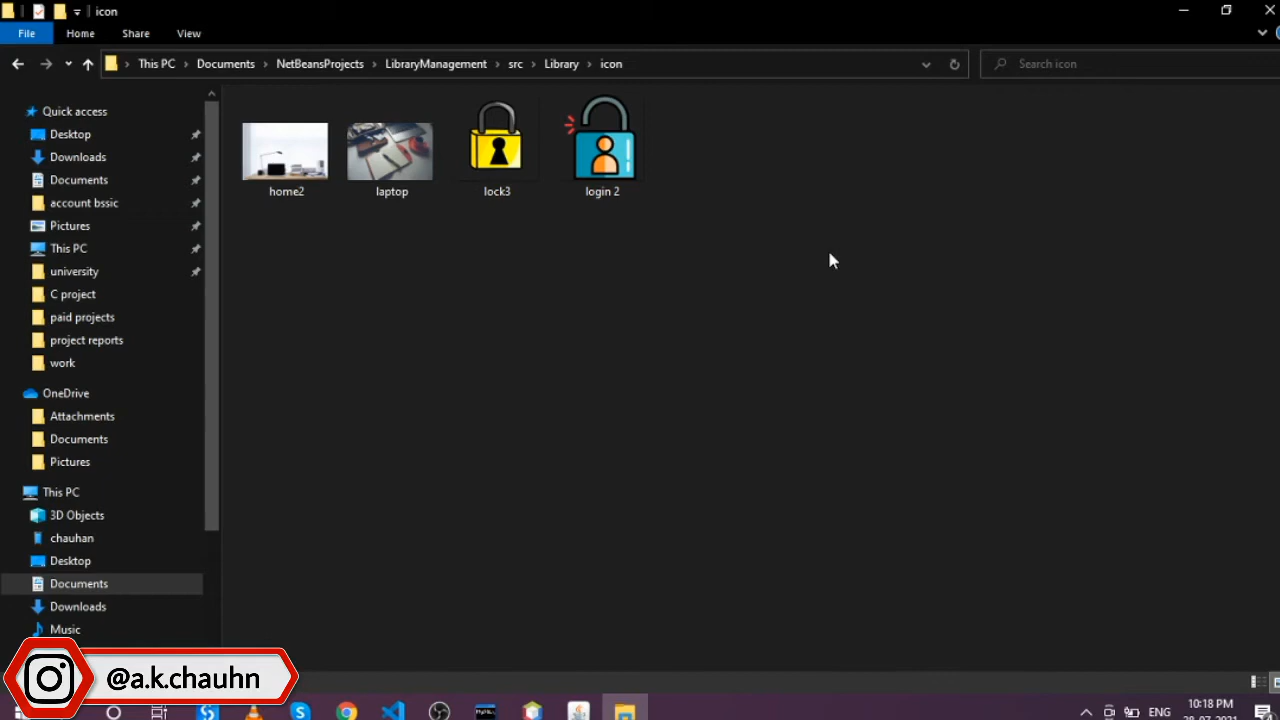 icon
File Home Share View
This PC Documents NetBeansProjects LibraryManagement src Library icon
Search icon
Quick access
Desktop
Downloads
Documents
account bssic
Pictures
This PC
university
C project
paid projects
project reports
work
OneDrive
Attachments
Documents
Pictures
This PC
3D Objects
chauhan
Desktop
Documents
Downloads
Music
home2 laptop lock3 login 2
@a.k.chauhn
ENG
10:18 PM